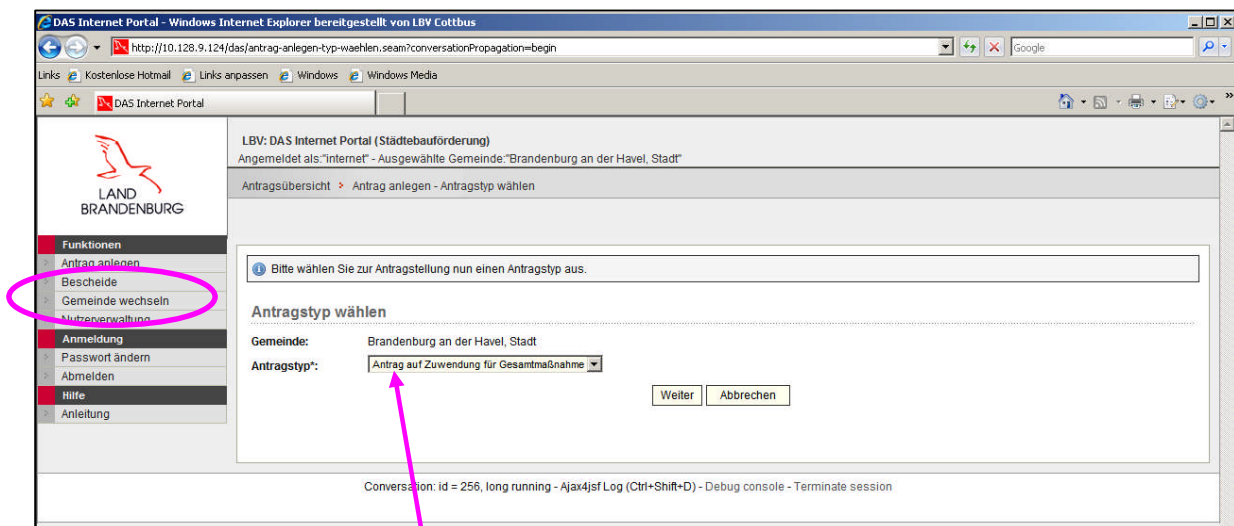 DAS Internet Portal - Windows Internet Explorer bereitgestellt von LBV Cottbus
http://10.128.9.124/das/antrag-anlegen-typ-waehlen.seam?conversationPropagation=begin
Google
Links Kostenlose Hotmail Links anpassen Windows Windows Media
DAS Internet Portal
LAND
BRANDENBURG
LBV: DAS Internet Portal (Städtebauförderung)
Angemeldet als:"internet" - Ausgewählte Gemeinde:"Brandenburg an der Havel, Stadt"
Antragsübersicht > Antrag anlegen - Antragstyp wählen
Funktionen
Antrag anlegen
Bescheide
Gemeinde wechseln
Nutzerverwaltung
Anmeldung
Passwort ändern
Abmelden
Hilfe
Anleitung
Bitte wählen Sie zur Antragstellung nun einen Antragstyp aus.
Antragstyp wählen
Gemeinde: Brandenburg an der Havel, Stadt
Antragstyp*: Antrag auf Zuwendung für Gesamtmaßnahme
Weiter Abbrechen
Conversation: id = 256, long running - Ajax4jsf Log (Ctrl+Shift+D) - Debug console - Terminate session